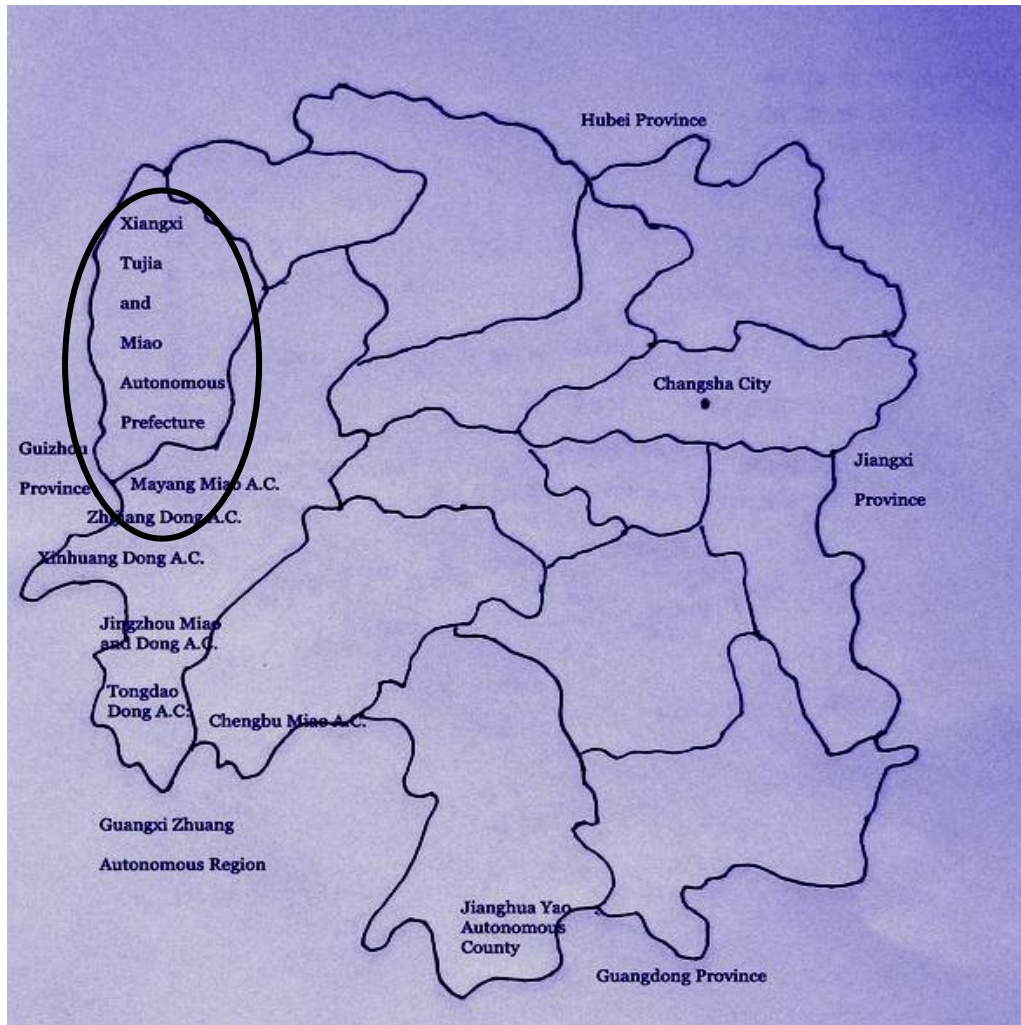 Hubei Province
Xiangxi
Tujia
and
Miao
Autonomous
Prefecture
Changsha City
Guizhou
Province
Jiangxi
Province
Mayang Miao A.C.
Zhijiang Dong A.C.
Xinhuang Dong A.C.
Jingzhou Miao
and Dong A.C.
Tongdao
Dong A.C.
Chengbu Miao A.C.
Guangxi Zhuang
Autonomous Region
Jianghua Yao
Autonomous
County
Guangdong Province